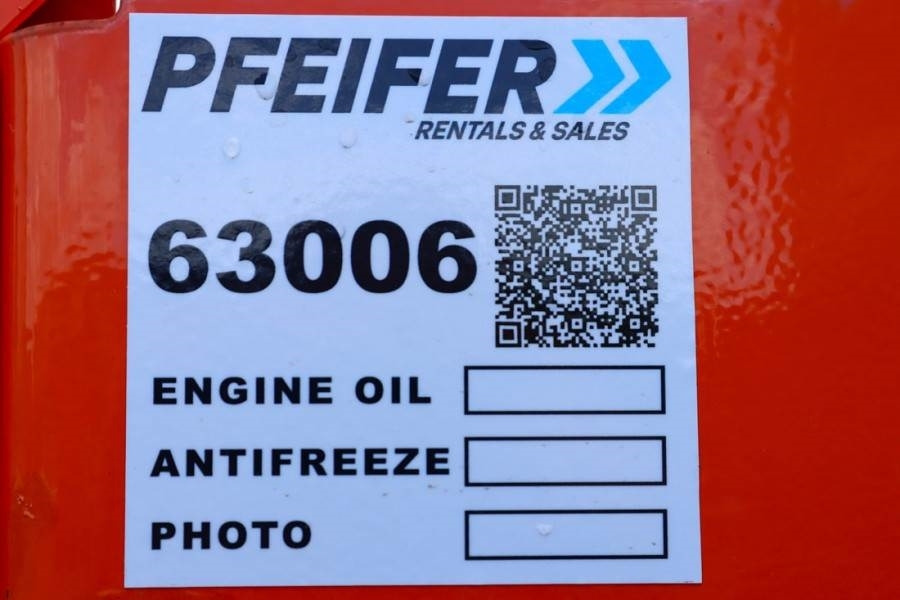 PFEIFER
RENTALS & SALES
63006
ENGINE OIL
ANTIFREEZE
PHOTO